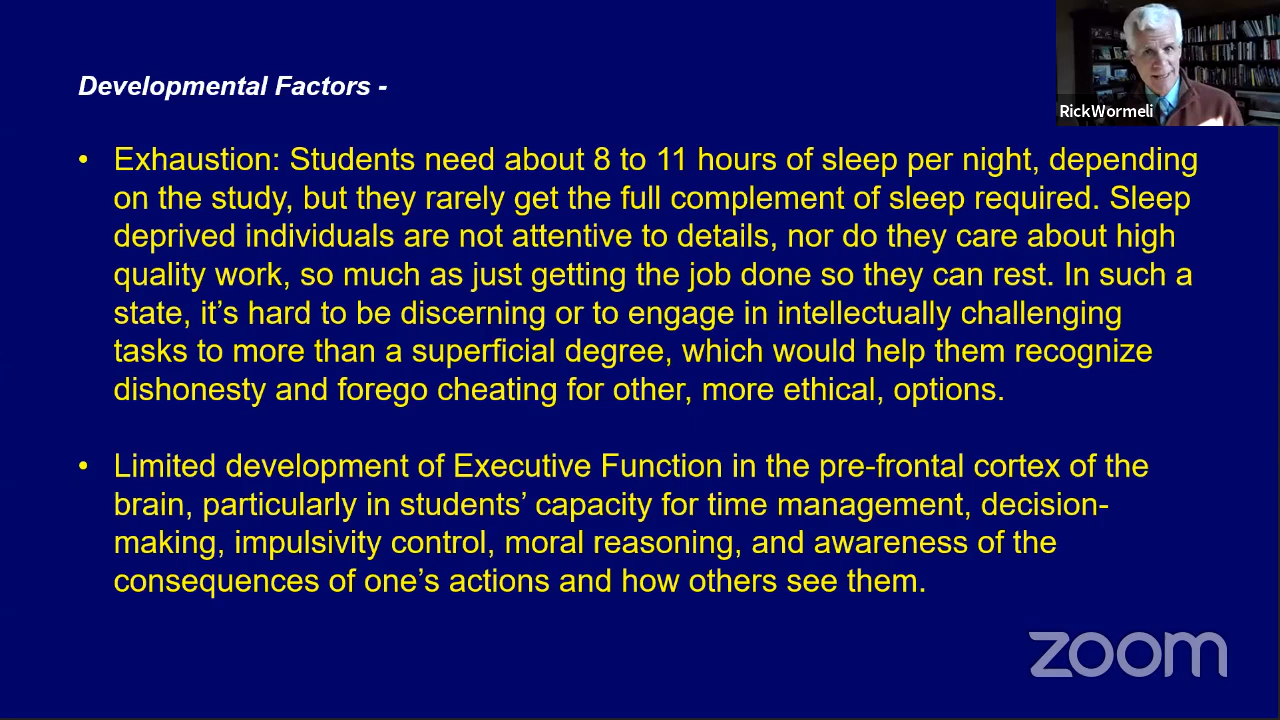 Developmental Factors -
RickWormeli
• Exhaustion: Students need about 8 to 11 hours of sleep per night, depending
on the study, but they rarely get the full complement of sleep required. Sleep
deprived individuals are not attentive to details, nor do they care about high
quality work, so much as just getting the job done so they can rest. In such a
state, it’s hard to be discerning or to engage in intellectually challenging
tasks to more than a superficial degree, which would help them recognize
dishonesty and forego cheating for other, more ethical, options.
• Limited development of Executive Function in the pre-frontal cortex of the
brain, particularly in students’ capacity for time management, decision-
making, impulsivity control, moral reasoning, and awareness of the
consequences of one’s actions and how others see them.
zoom